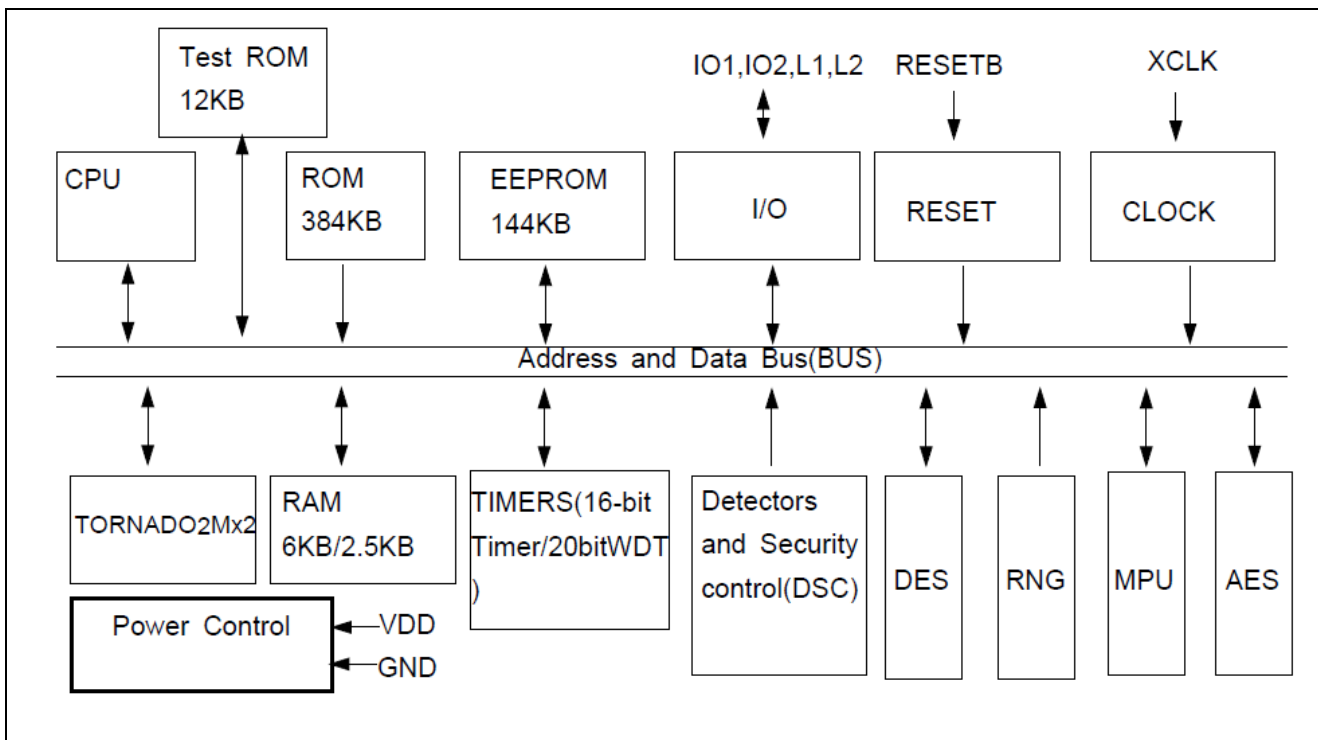 Test ROM
12KB
IO1,IO2,L1,L2
RESETB
XCLK
CPU
ROM
384KB
EEPROM
144KB
I/O
RESET
CLOCK
Address and Data Bus(BUS)
TORNADO2Mx2
RAM
6KB/2.5KB
TIMERS(16-bit
Timer/20bitWDT
)
Detectors
and Security
control(DSC)
DES
RNG
MPU
AES
Power Control
VDD
GND